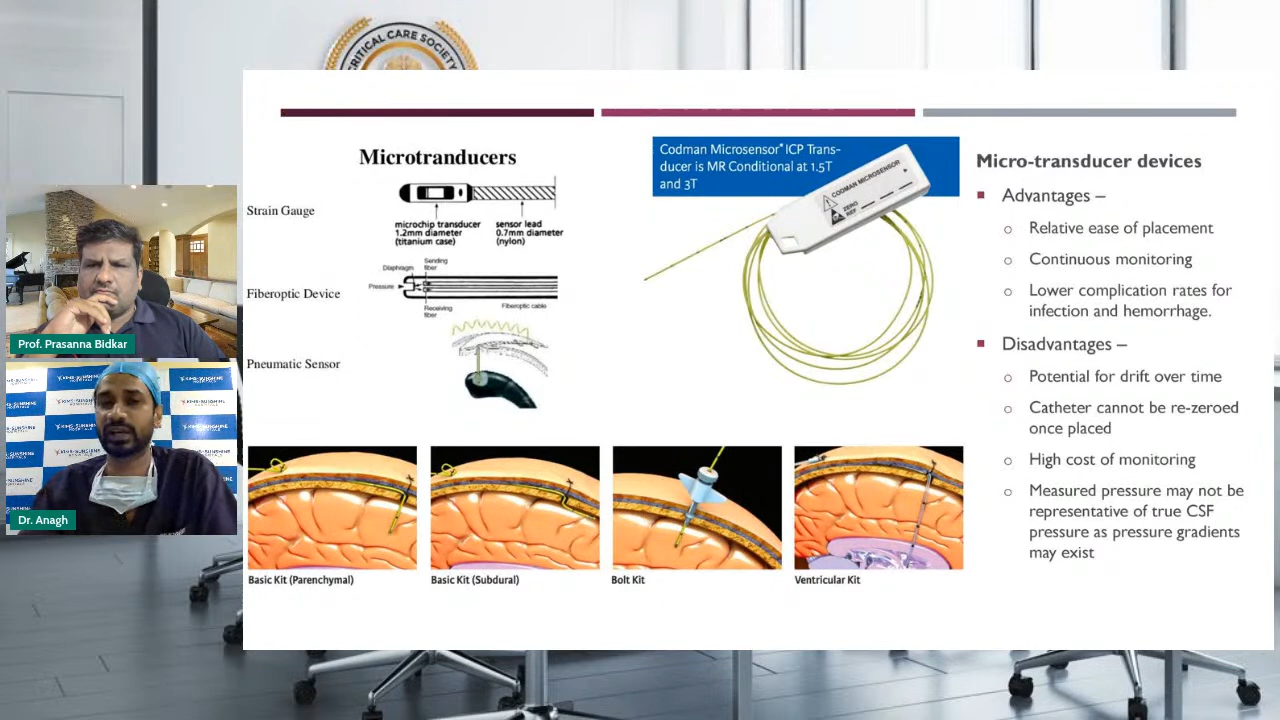 CRITICAL CARE SOCIETY
Microtranducers
Strain Gauge
microchip transducer
1.2mm diameter
(titanium case)
sensor lead
0.7mm diameter
(nylon)
Fiberoptic Device
Diaphragm
Sending
fiber
Pressure
Receiving
fiber
Fiberoptic cable
Pneumatic Sensor
Codman Microsensor® ICP Trans-
ducer is MR Conditional at 1.5T
and 3T
CODMAN MICROSENSOR
ZERO
REF
Micro-transducer devices
Advantages –
Relative ease of placement
Continuous monitoring
Lower complication rates for
infection and hemorrhage.
Disadvantages –
Potential for drift over time
Catheter cannot be re-zeroed
once placed
High cost of monitoring
Measured pressure may not be
representative of true CSF
pressure as pressure gradients
may exist
Basic Kit (Parenchymal)
Basic Kit (Subdural)
Bolt Kit
Ventricular Kit
Prof. Prasanna Bidkar
KIMS-SUNSHINE
HOSPITALS
Dr. Anagh